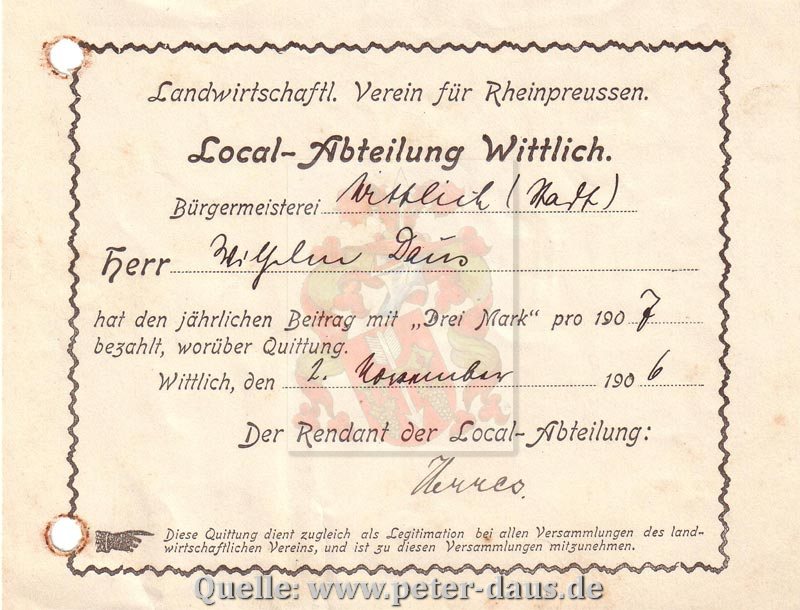 Landwirtschaftl. Verein für Rheinpreussen.
Local-Abteilung Wittlich.
Bürgermeisterei Wittlich (Stadt)
Herr Wilhelm Daus
hat den jährlichen Beitrag mit „Drei Mark" pro 1907
bezahlt, worüber Quittung.
Wittlich, den 2. November 1906
Der Rendant der Local-Abteilung:
Diese Quittung dient zugleich als Legitimation bei allen Versammlungen des land-
wirtschaftlichen Vereins, und ist zu diesen Versammlungen mitzunehmen.
Quelle: www.peter-daus.de